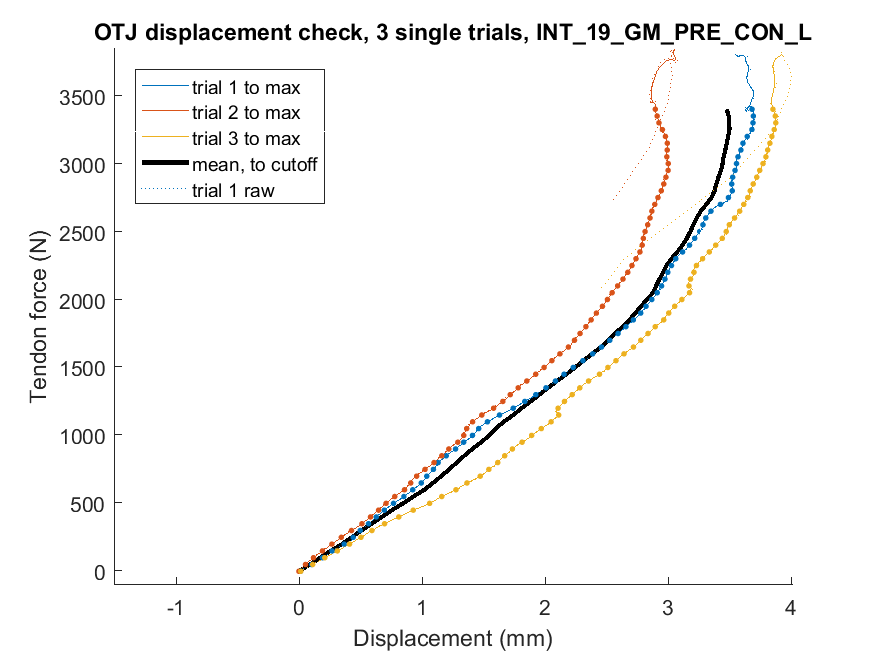 OTJ displacement check, 3 single trials, INT_19_GM_PRE_CON_L
trial 1 to max
trial 2 to max
trial 3 to max
mean, to cutoff
trial 1 raw
3500
3000
2500
2000
1500
1000
500
0
Tendon force (N)
-1 0 1 2 3 4
Displacement (mm)